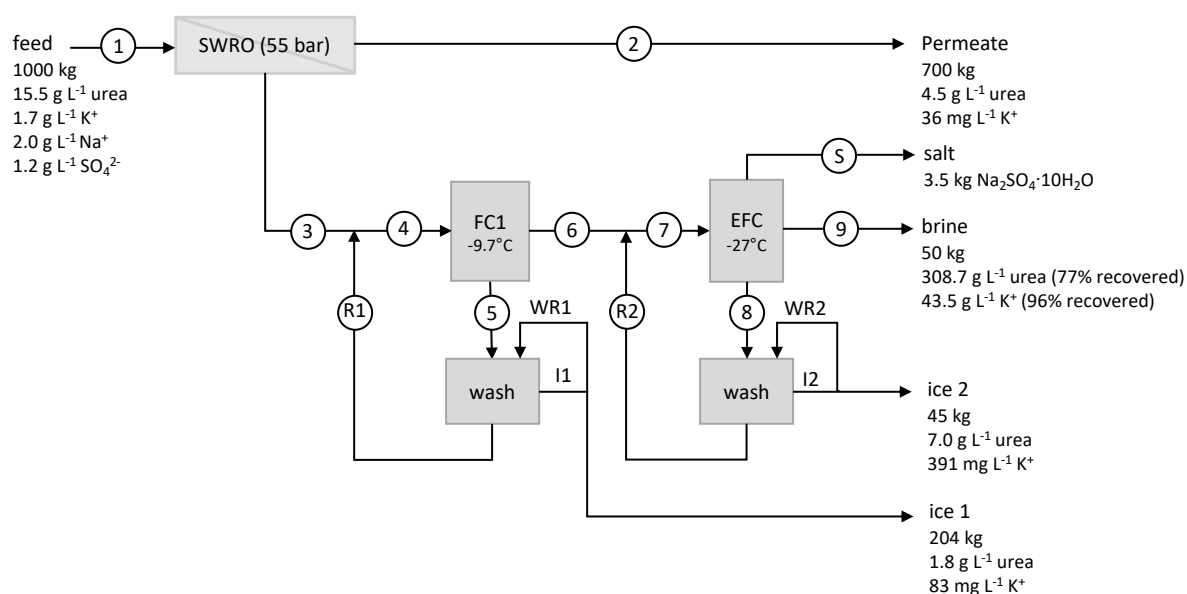 feed
1000 kg
15.5 g L⁻¹ urea
1.7 g L⁻¹ K⁺
2.0 g L⁻¹ Na⁺
1.2 g L⁻¹ SO₄²⁻
1
SWRO (55 bar)
2
Permeate
700 kg
4.5 g L⁻¹ urea
36 mg L⁻¹ K⁺
S
salt
3.5 kg Na₂SO₄·10H₂O
3
4
FC1
-9.7°C
6
7
EFC
-27°C
9
brine
50 kg
308.7 g L⁻¹ urea (77% recovered)
43.5 g L⁻¹ K⁺ (96% recovered)
R1
5
WR1
R2
8
WR2
wash
I1
wash
I2
ice 2
45 kg
7.0 g L⁻¹ urea
391 mg L⁻¹ K⁺
ice 1
204 kg
1.8 g L⁻¹ urea
83 mg L⁻¹ K⁺